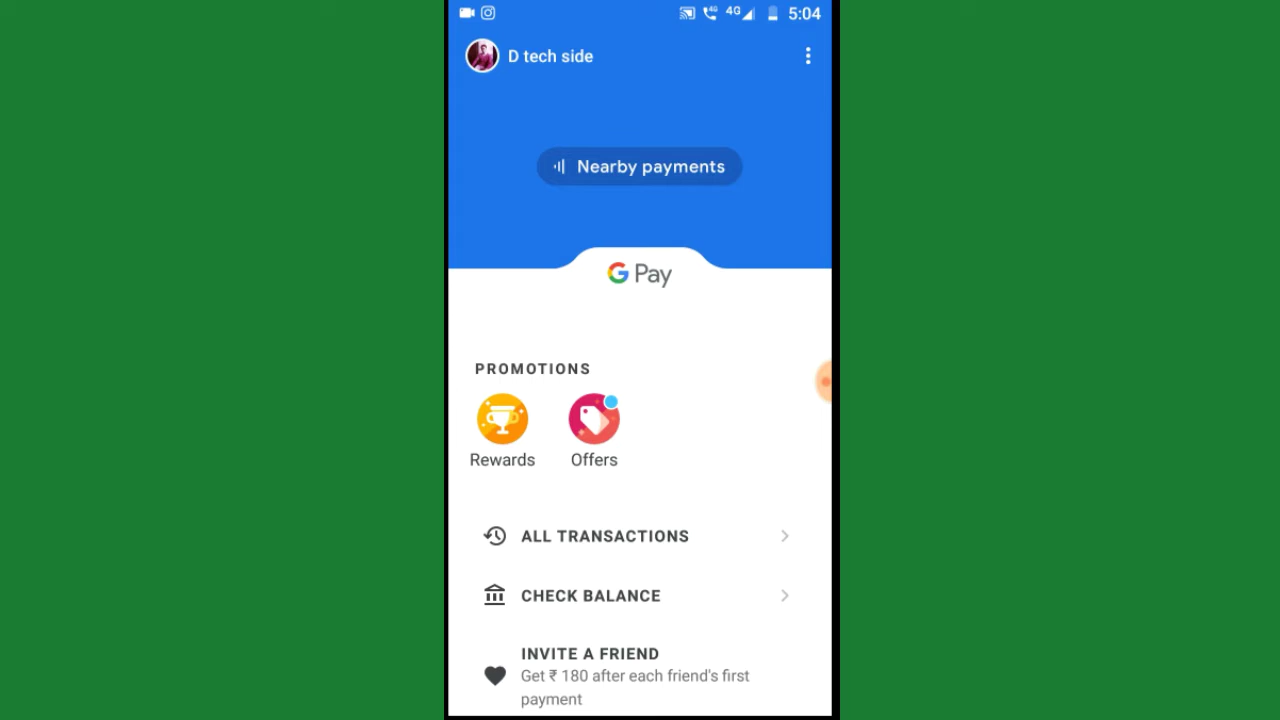 4G 5:04
D tech side
Nearby payments
G Pay
PROMOTIONS
Rewards Offers
ALL TRANSACTIONS
CHECK BALANCE
INVITE A FRIEND
Get ₹ 180 after each friend's first
payment